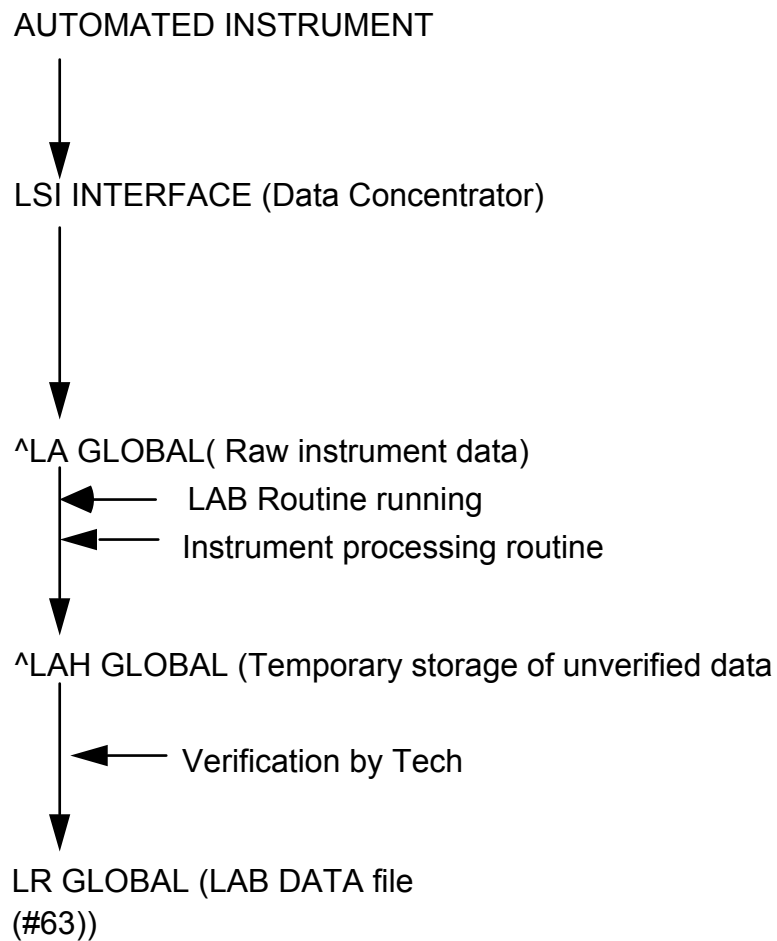 AUTOMATED INSTRUMENT
LSI INTERFACE (Data Concentrator)
^LA GLOBAL( Raw instrument data)
LAB Routine running
Instrument processing routine
^LAH GLOBAL (Temporary storage of unverified data
Verification by Tech
LR GLOBAL (LAB DATA file
(#63))